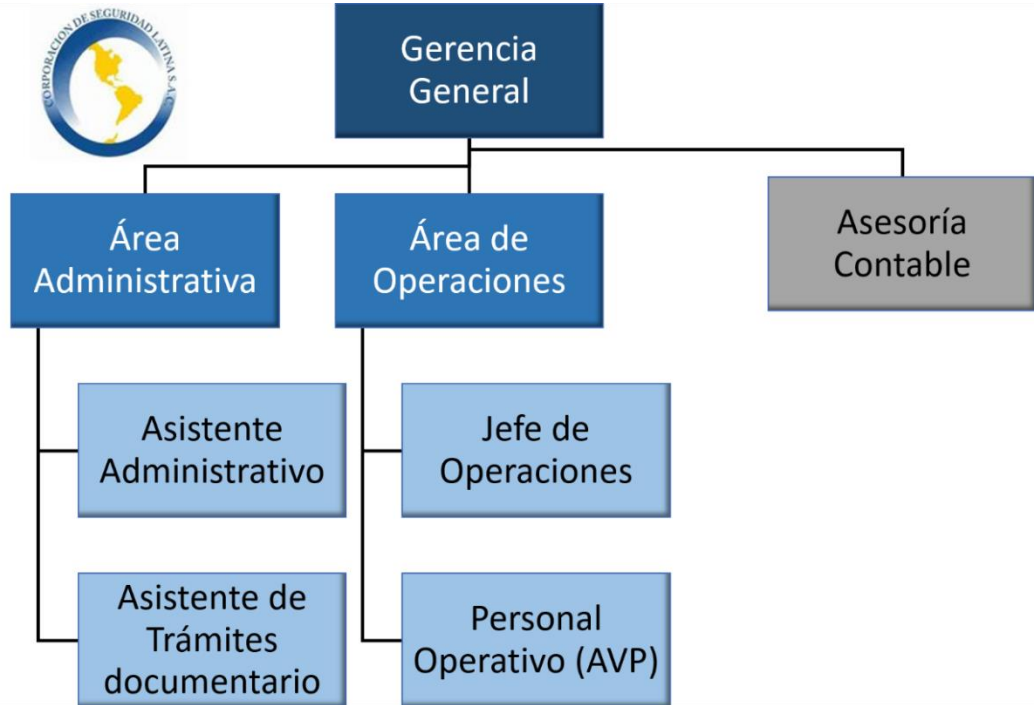 CORPORACION DE SEGURIDAD LATINA S.A.C.
Gerencia
General
Área
Administrativa
Área de
Operaciones
Asesoría
Contable
Asistente
Administrativo
Jefe de
Operaciones
Asistente de
Trámites
documentario
Personal
Operativo (AVP)